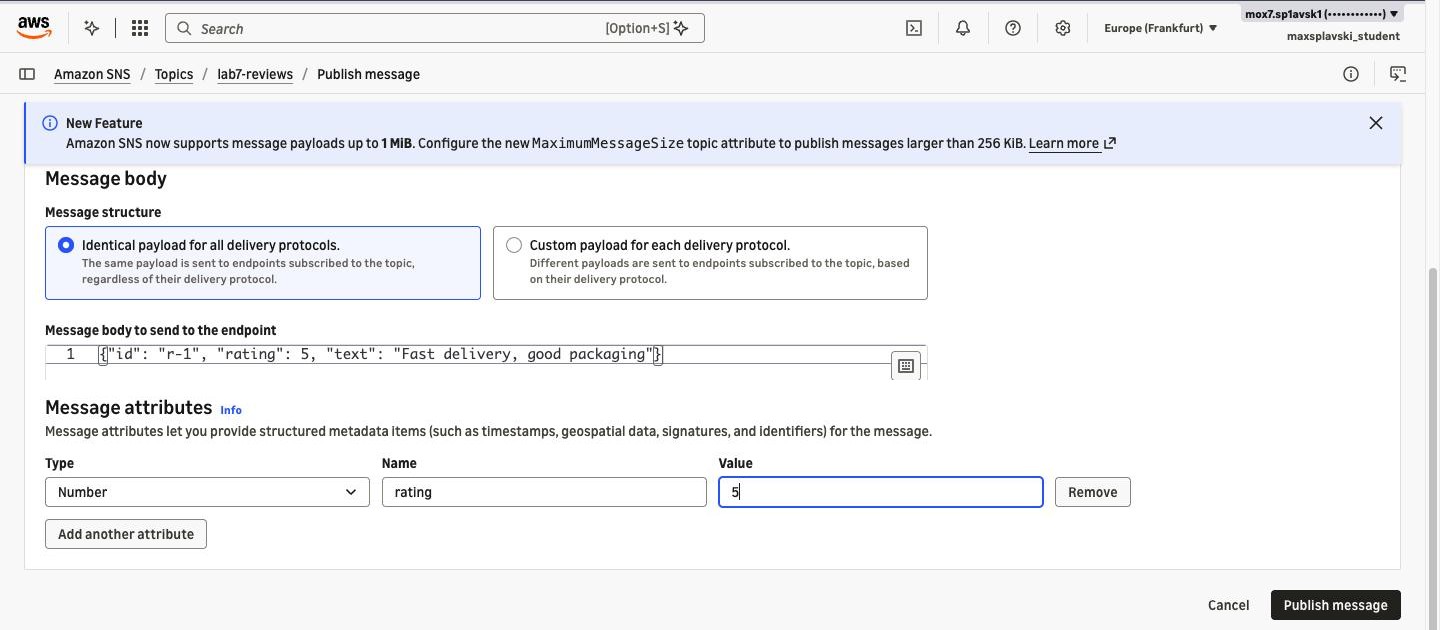 aws
Search [Option+S] Europe (Frankfurt) mox7.sp1avsk1 (••••••••••••)
maxsplavski_student
Amazon SNS / Topics / lab7-reviews / Publish message
New Feature
Amazon SNS now supports message payloads up to 1 MiB. Configure the new MaximumMessageSize topic attribute to publish messages larger than 256 KiB. Learn more
Message body
Message structure
Identical payload for all delivery protocols.
The same payload is sent to endpoints subscribed to the topic,
regardless of their delivery protocol.
Custom payload for each delivery protocol.
Different payloads are sent to endpoints subscribed to the topic, based
on their delivery protocol.
Message body to send to the endpoint
1 {"id": "r-1", "rating": 5, "text": "Fast delivery, good packaging"}
Message attributes Info
Message attributes let you provide structured metadata items (such as timestamps, geospatial data, signatures, and identifiers) for the message.
Type Name Value
Number rating 5 Remove
Add another attribute
Cancel Publish message